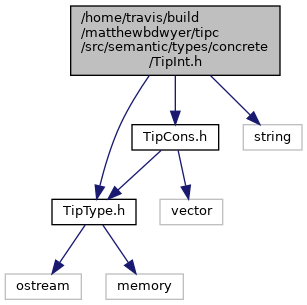 /home/travis/build
/matthewbdwyer/tipc
/src/semantic/types/concrete
/TipInt.h
TipCons.h
string
TipType.h
vector
ostream
memory